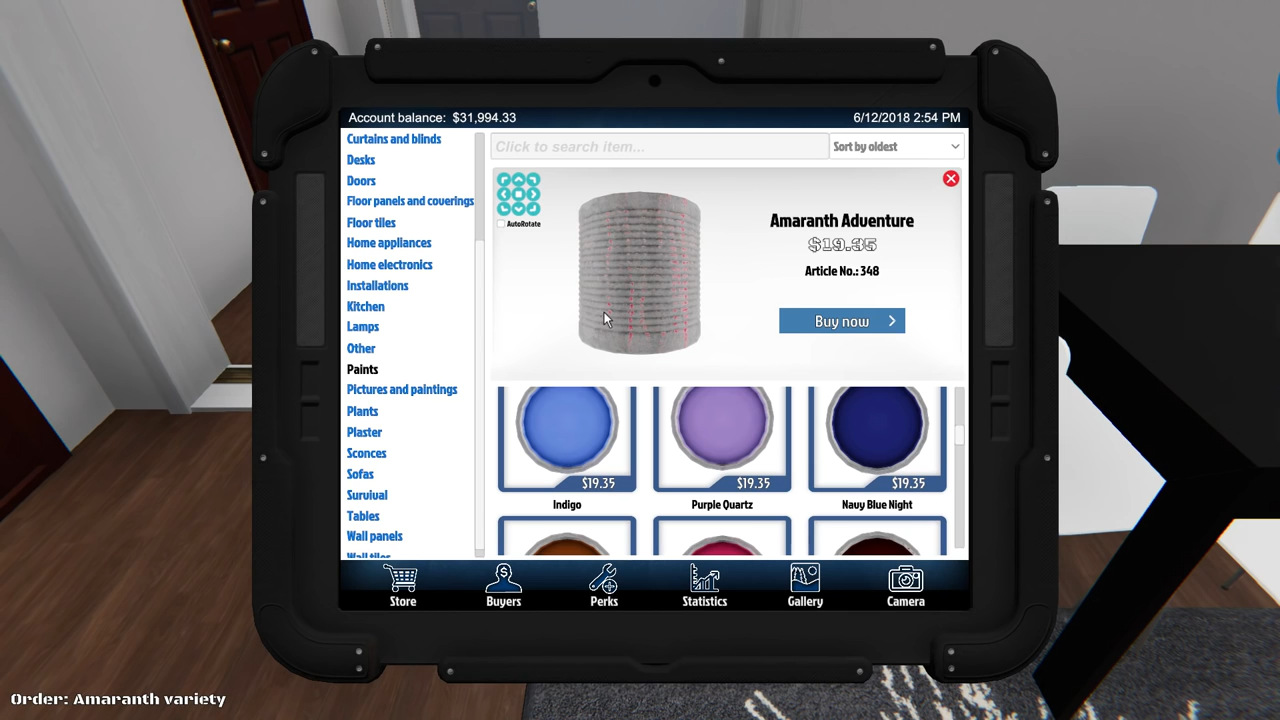 Account balance: $31,994.33
6/12/2018 2:54 PM
Curtains and blinds
Desks
Doors
Floor panels and coverings
Floor tiles
Home appliances
Home electronics
Installations
Kitchen
Lamps
Other
Paints
Pictures and paintings
Plants
Plaster
Sconces
Sofas
Survival
Tables
Wall panels
Wall tiles
Click to search item...
Sort by oldest
AutoRotate
Amaranth Adventure
$19.35
Article No.: 348
Buy now
$19.35
$19.35
$19.35
Indigo
Purple Quartz
Navy Blue Night
Store
Buyers
Perks
Statistics
Gallery
Camera
Order: Amaranth variety